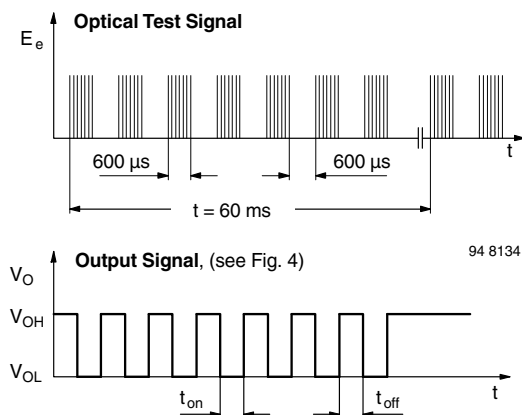 Optical Test Signal
E e
600 µs
600 µs
t
t = 60 ms
94 8134
Output Signal, (see Fig. 4)
V O
V OH
V OL
t on
t off
t